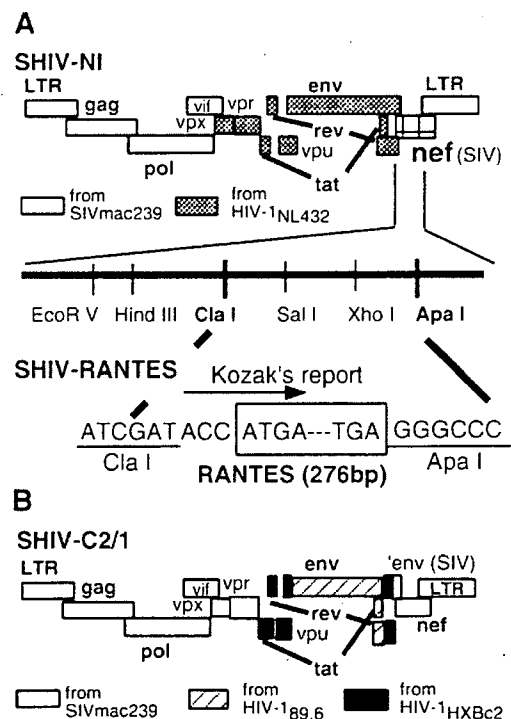 A
SHIV-NI
LTR
gag
vif
vpr
env
LTR
vpx
rev
vpu
nef (SIV)
pol
tat
from SIVmac239
from HIV-1NL432
EcoR V Hind III Cla I Sal I Xho I Apa I
SHIV-RANTES
Kozak's report
ATCGATACC ATGA---TGA GGGCCC
Cla I
RANTES (276bp)
Apa I
B
SHIV-C2/1
LTR
gag
vif
vpr
env
'env (SIV)
LTR
vpx
rev
vpu
nef
pol
tat
from SIVmac239
from HIV-189.6
from HIV-1HXBc2